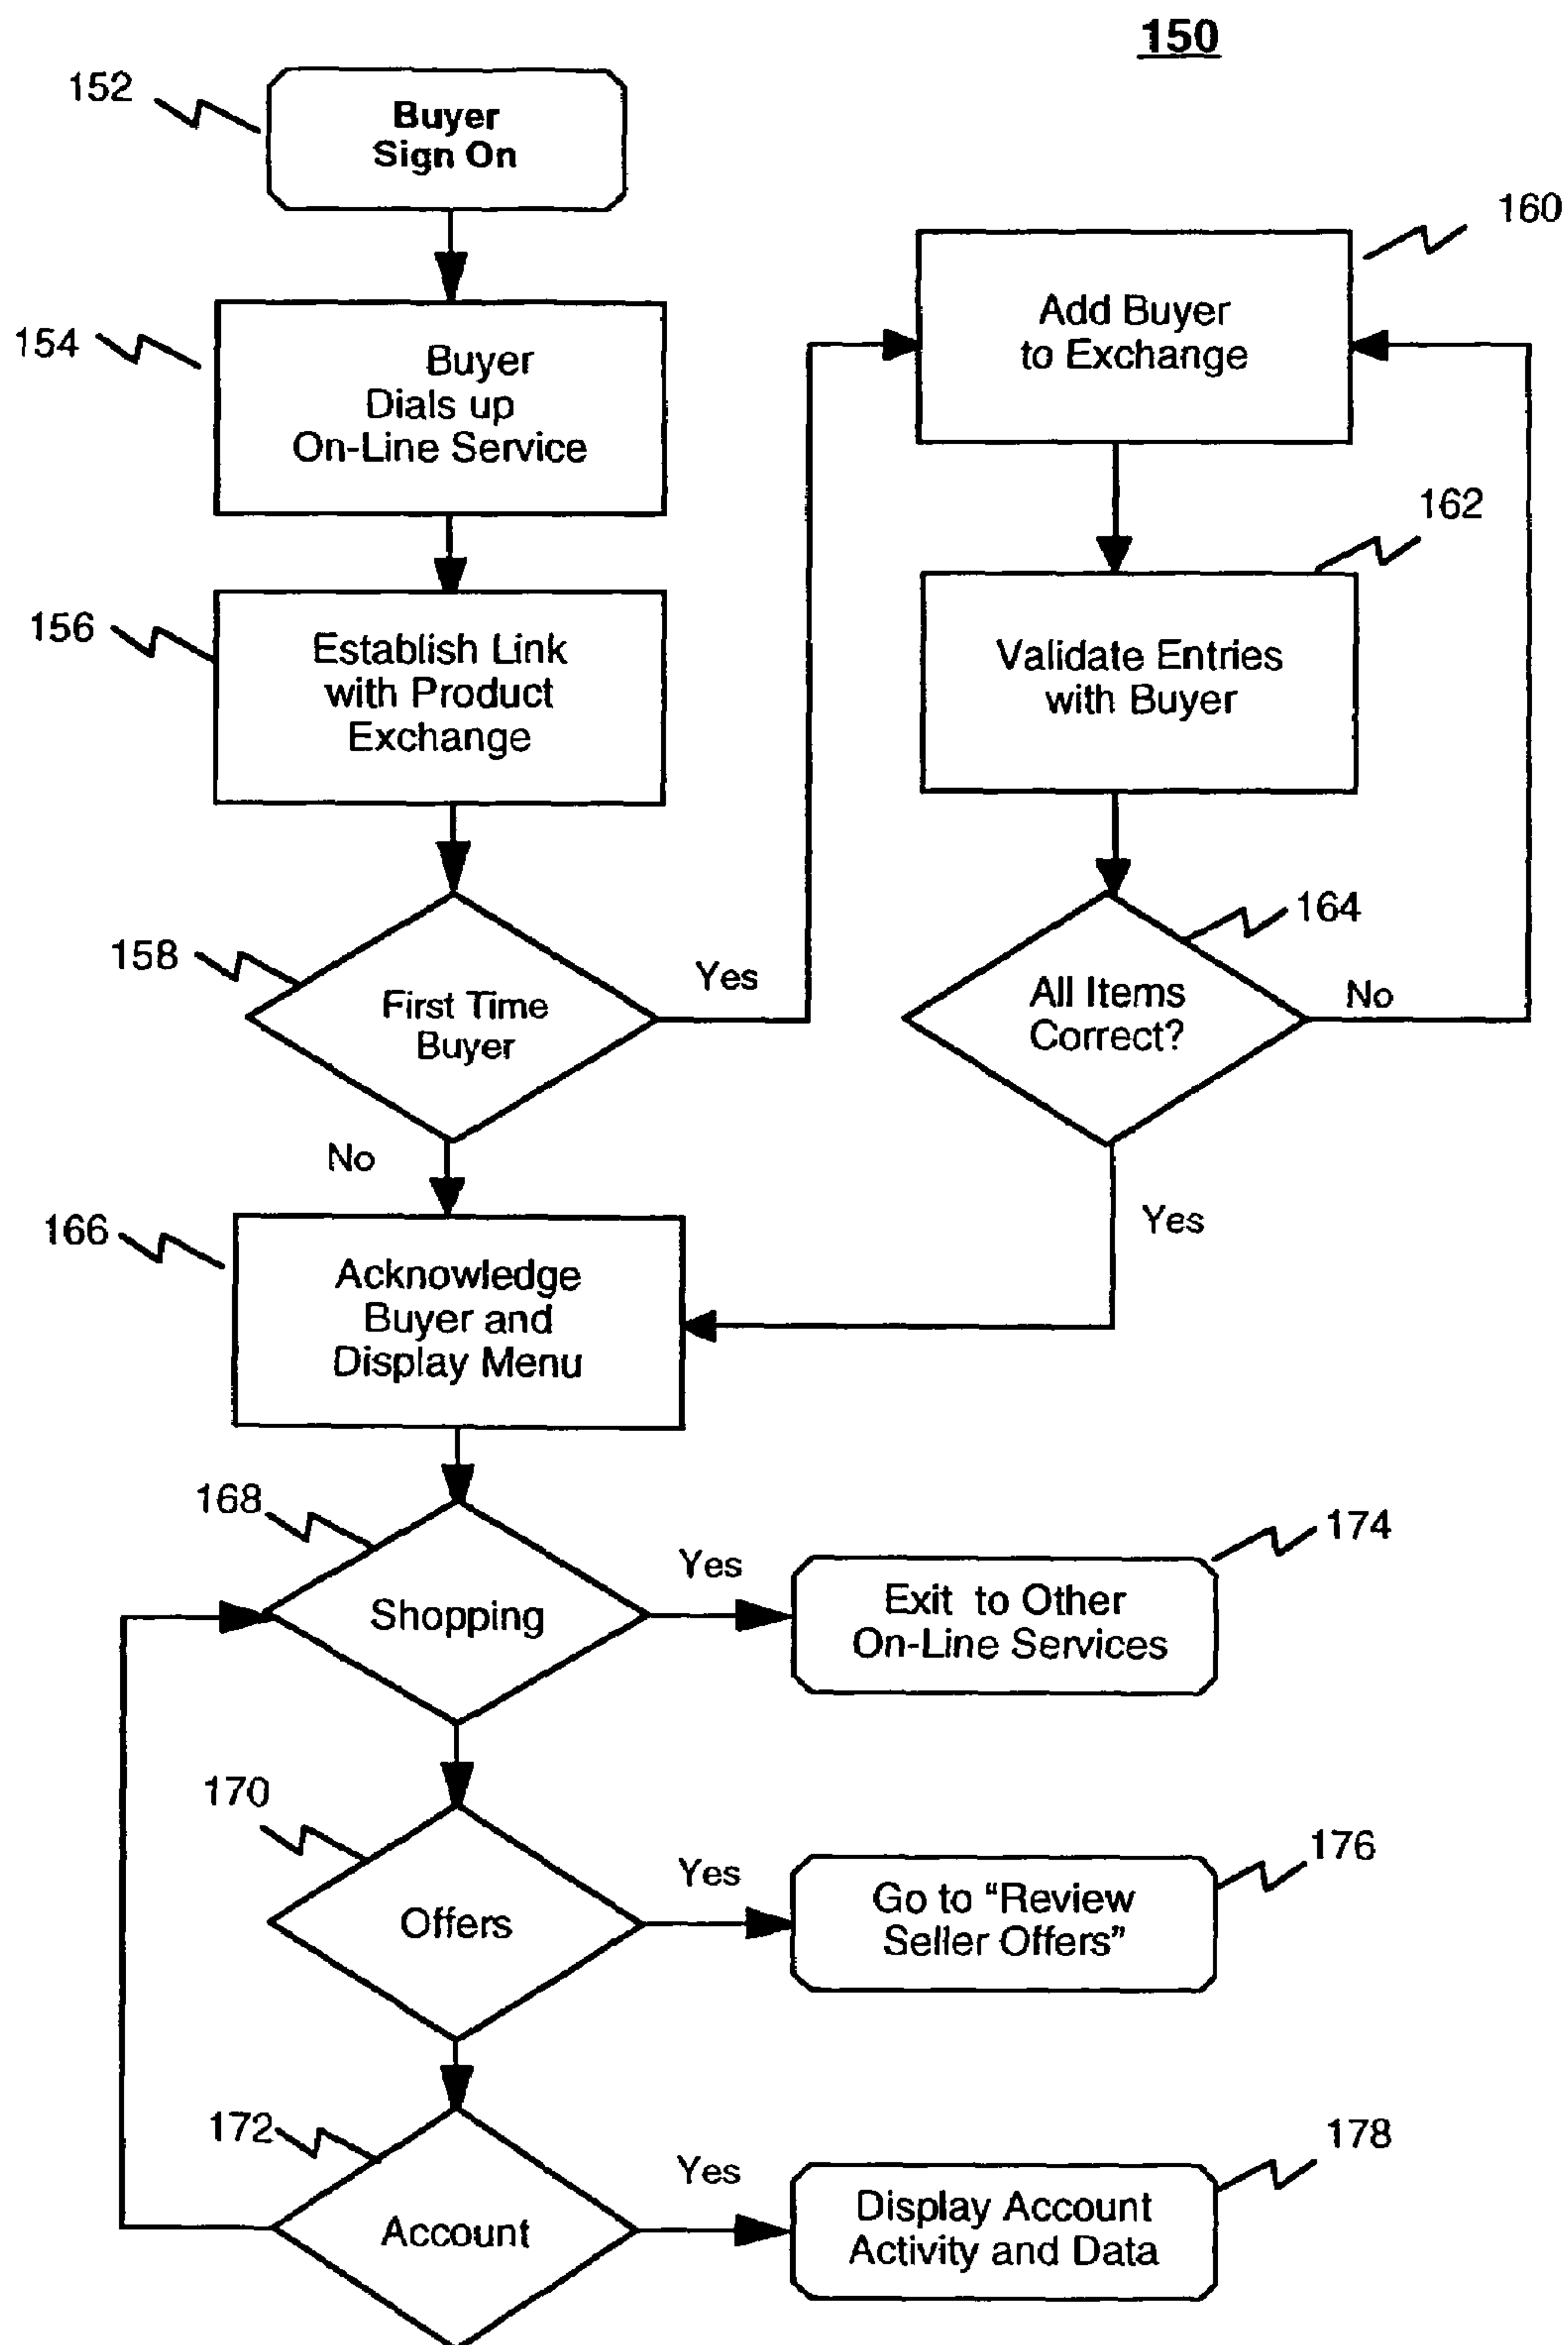 150
152
Buyer
Sign On
154
Buyer
Dials up
On-Line Service
156
Establish Link
with Product
Exchange
158
First Time
Buyer
Yes
No
160
Add Buyer
to Exchange
162
Validate Entries
with Buyer
164
All Items
Correct?
No
Yes
166
Acknowledge
Buyer and
Display Menu
168
Shopping
Yes
174
Exit to Other
On-Line Services
170
Offers
Yes
176
Go to “Review
Seller Offers”
172
Account
Yes
178
Display Account
Activity and Data